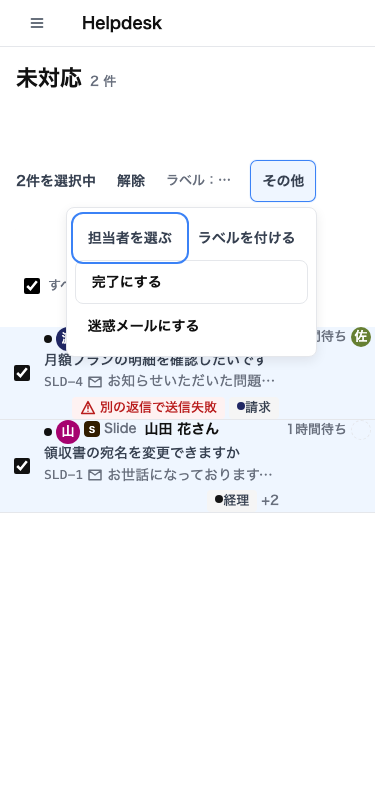 Helpdesk
未対応 2 件
2件を選択中 解除 ラベル：… その他
担当者を選ぶ ラベルを付ける
完了にする
迷惑メールにする
佐
月額プランの明細を確認したいです
SLD-4 お知らせいただいた問題…
別の返信で送信失敗 請求
山 s Slide 山田 花さん 1時間待ち
領収書の宛名を変更できますか
SLD-1 お世話になっております…
経理 +2